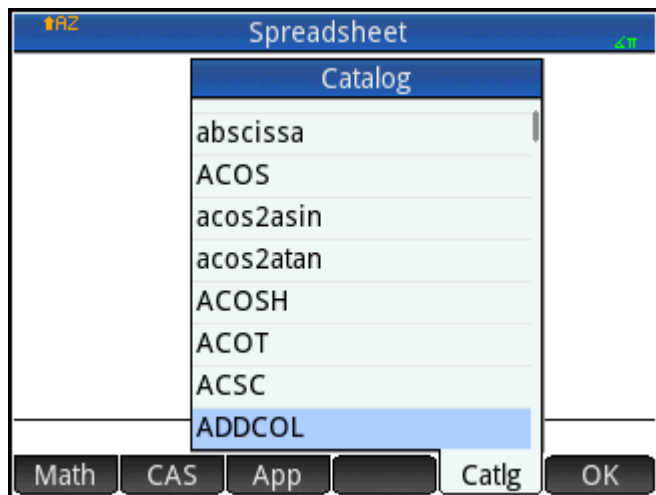 ↑AZ
Spreadsheet
∡π
Catalog
abscissa
ACOS
acos2asin
acos2atan
ACOSH
ACOT
ACSC
ADDCOL
Math CAS App Catlg OK